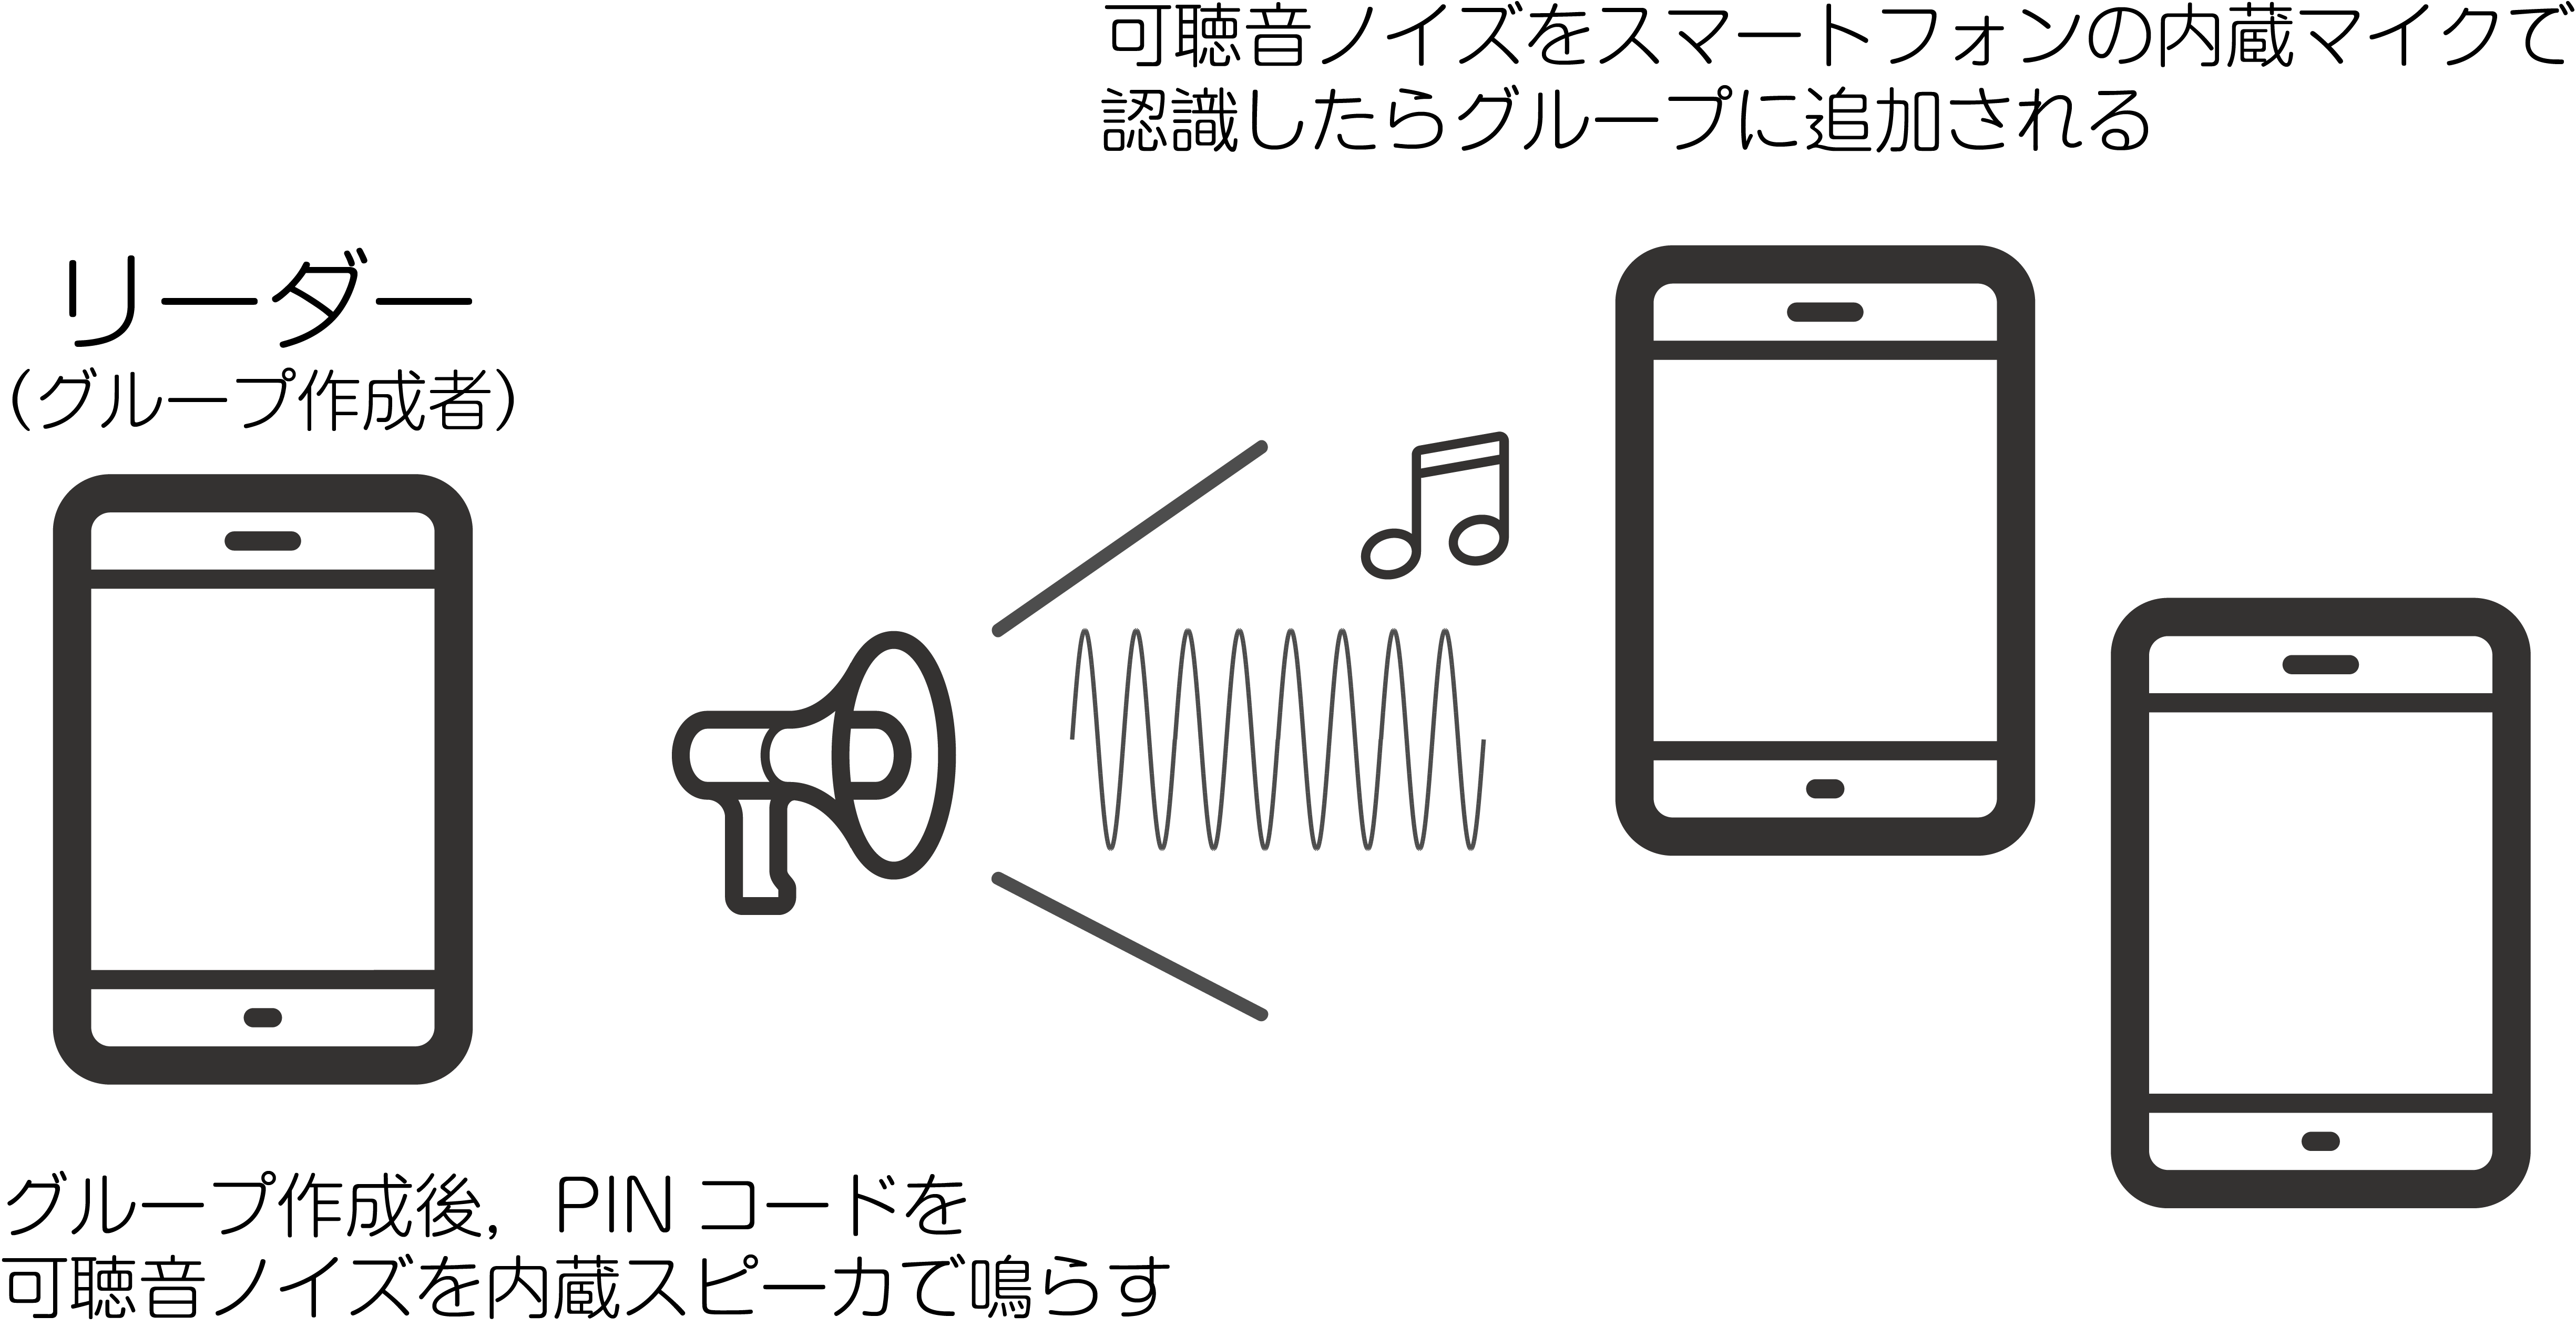 可聴音ノイズをスマートフォンの内蔵マイクで
認識したらグループに追加される
リーダー
（グループ作成者）
グループ作成後，PIN コードを
可聴音ノイズを内蔵スピーカで鳴らす